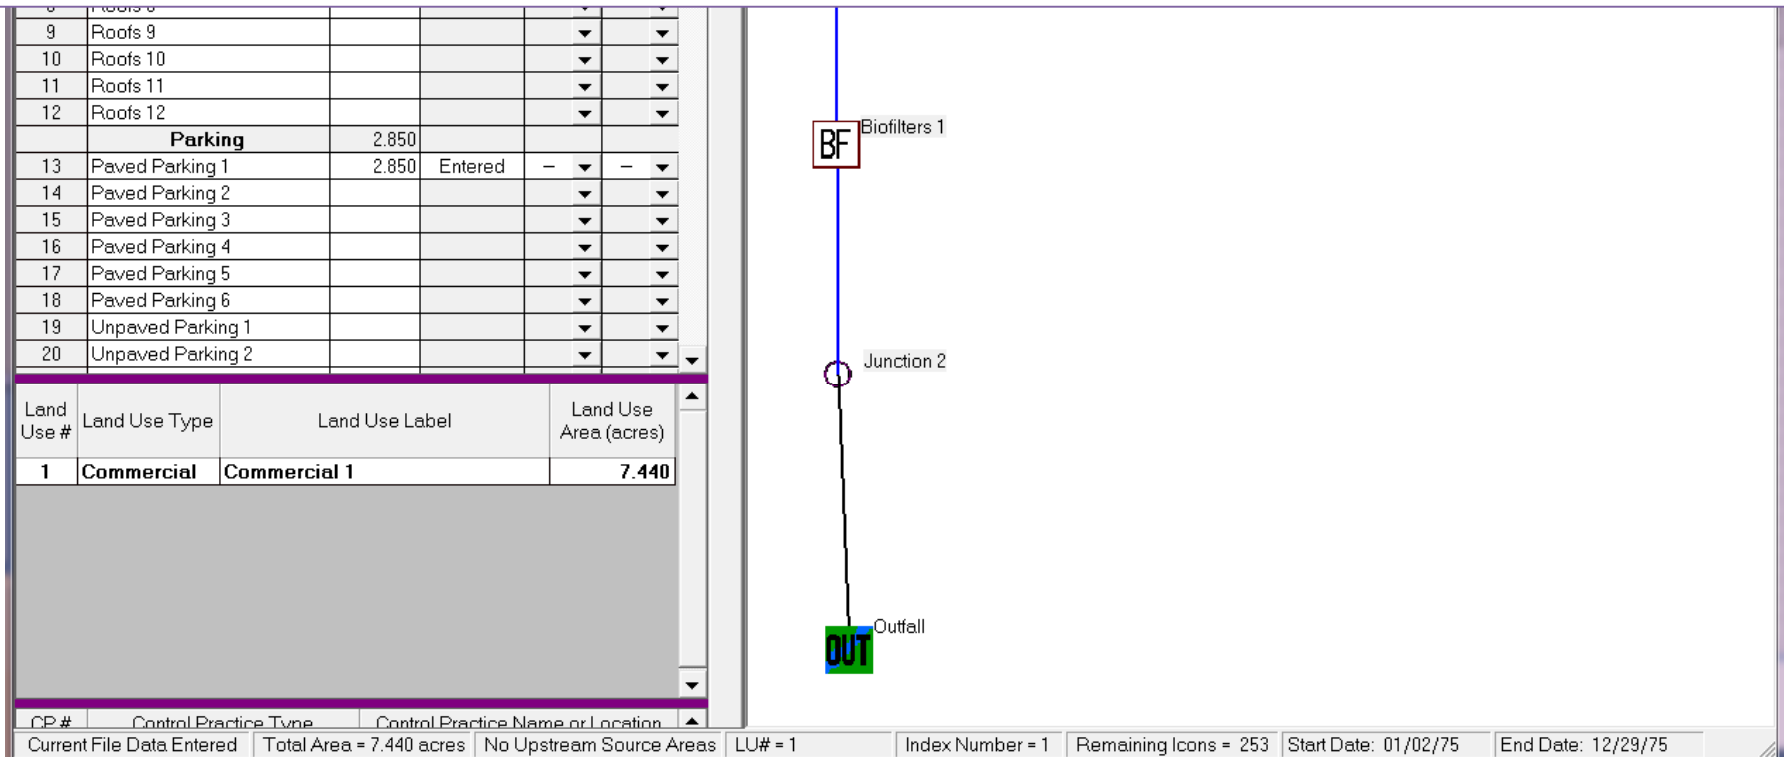 9 Roofs 9
10 Roofs 10
11 Roofs 11
12 Roofs 12
Parking 2.850
13 Paved Parking 1 2.850 Entered – –
14 Paved Parking 2
15 Paved Parking 3
16 Paved Parking 4
17 Paved Parking 5
18 Paved Parking 6
19 Unpaved Parking 1
20 Unpaved Parking 2
Land Use # Land Use Type Land Use Label Land Use Area (acres)
1 Commercial Commercial 1 7.440
CP # Control Practice Type Control Practice Name or Location
BF Biofilters 1
Junction 2
OUT Outfall
Current File Data Entered Total Area = 7.440 acres No Upstream Source Areas LU# = 1 Index Number = 1 Remaining Icons = 253 Start Date: 01/02/75 End Date: 12/29/75